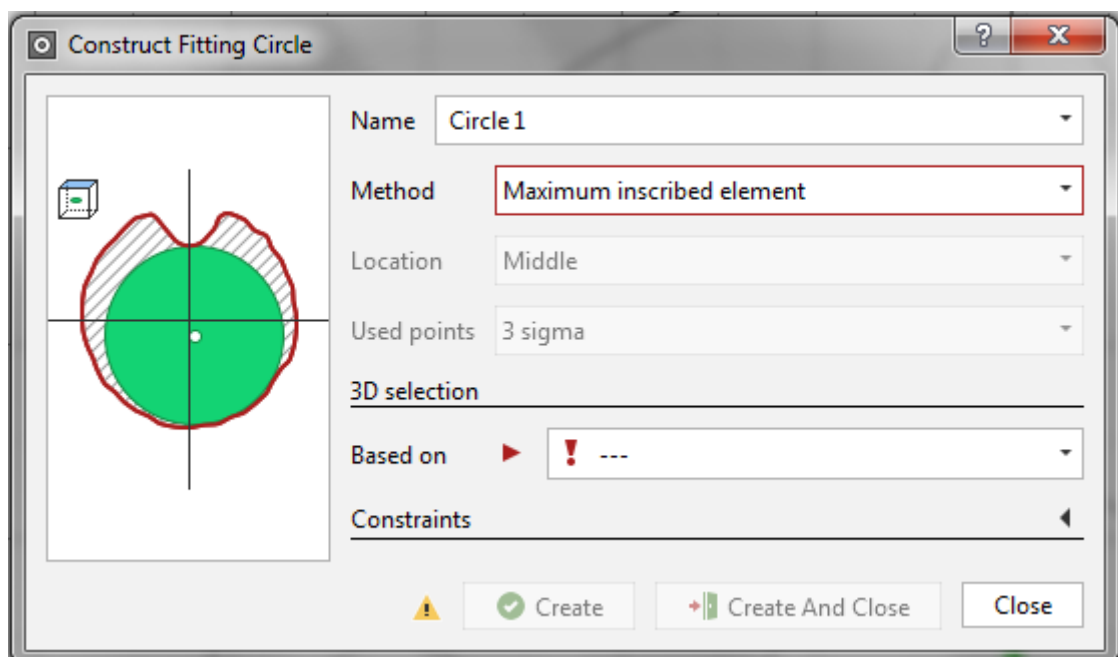 Construct Fitting Circle
Name Circle 1
Method Maximum inscribed element
Location Middle
Used points 3 sigma
3D selection
Based on ! ---
Constraints
Create Create And Close Close